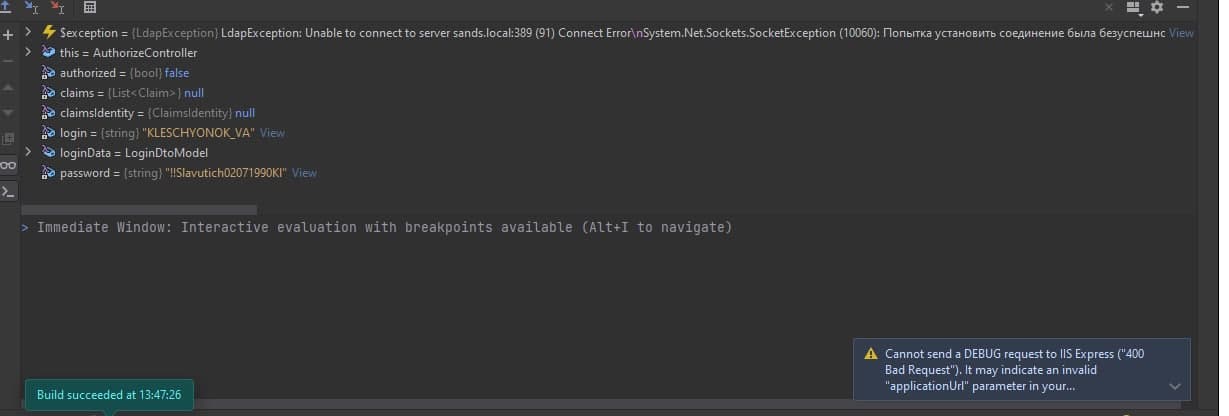 $exception = {LdapException} LdapException: Unable to connect to server sands.local:389 (91) Connect Error\nSystem.Net.Sockets.SocketException (10060): Попытка установить соединение была безуспешно View
this = AuthorizeController
authorized = {bool} false
claims = {List<Claim>} null
claimsIdentity = {ClaimsIdentity} null
login = {string} "KLESCHYONOK_VA" View
loginData = LoginDtoModel
password = {string} "!!Slavutich02071990Kl" View
> Immediate Window: Interactive evaluation with breakpoints available (Alt+I to navigate)
Cannot send a DEBUG request to IIS Express ("400
Bad Request"). It may indicate an invalid
"applicationUrl" parameter in your...
Build succeeded at 13:47:26